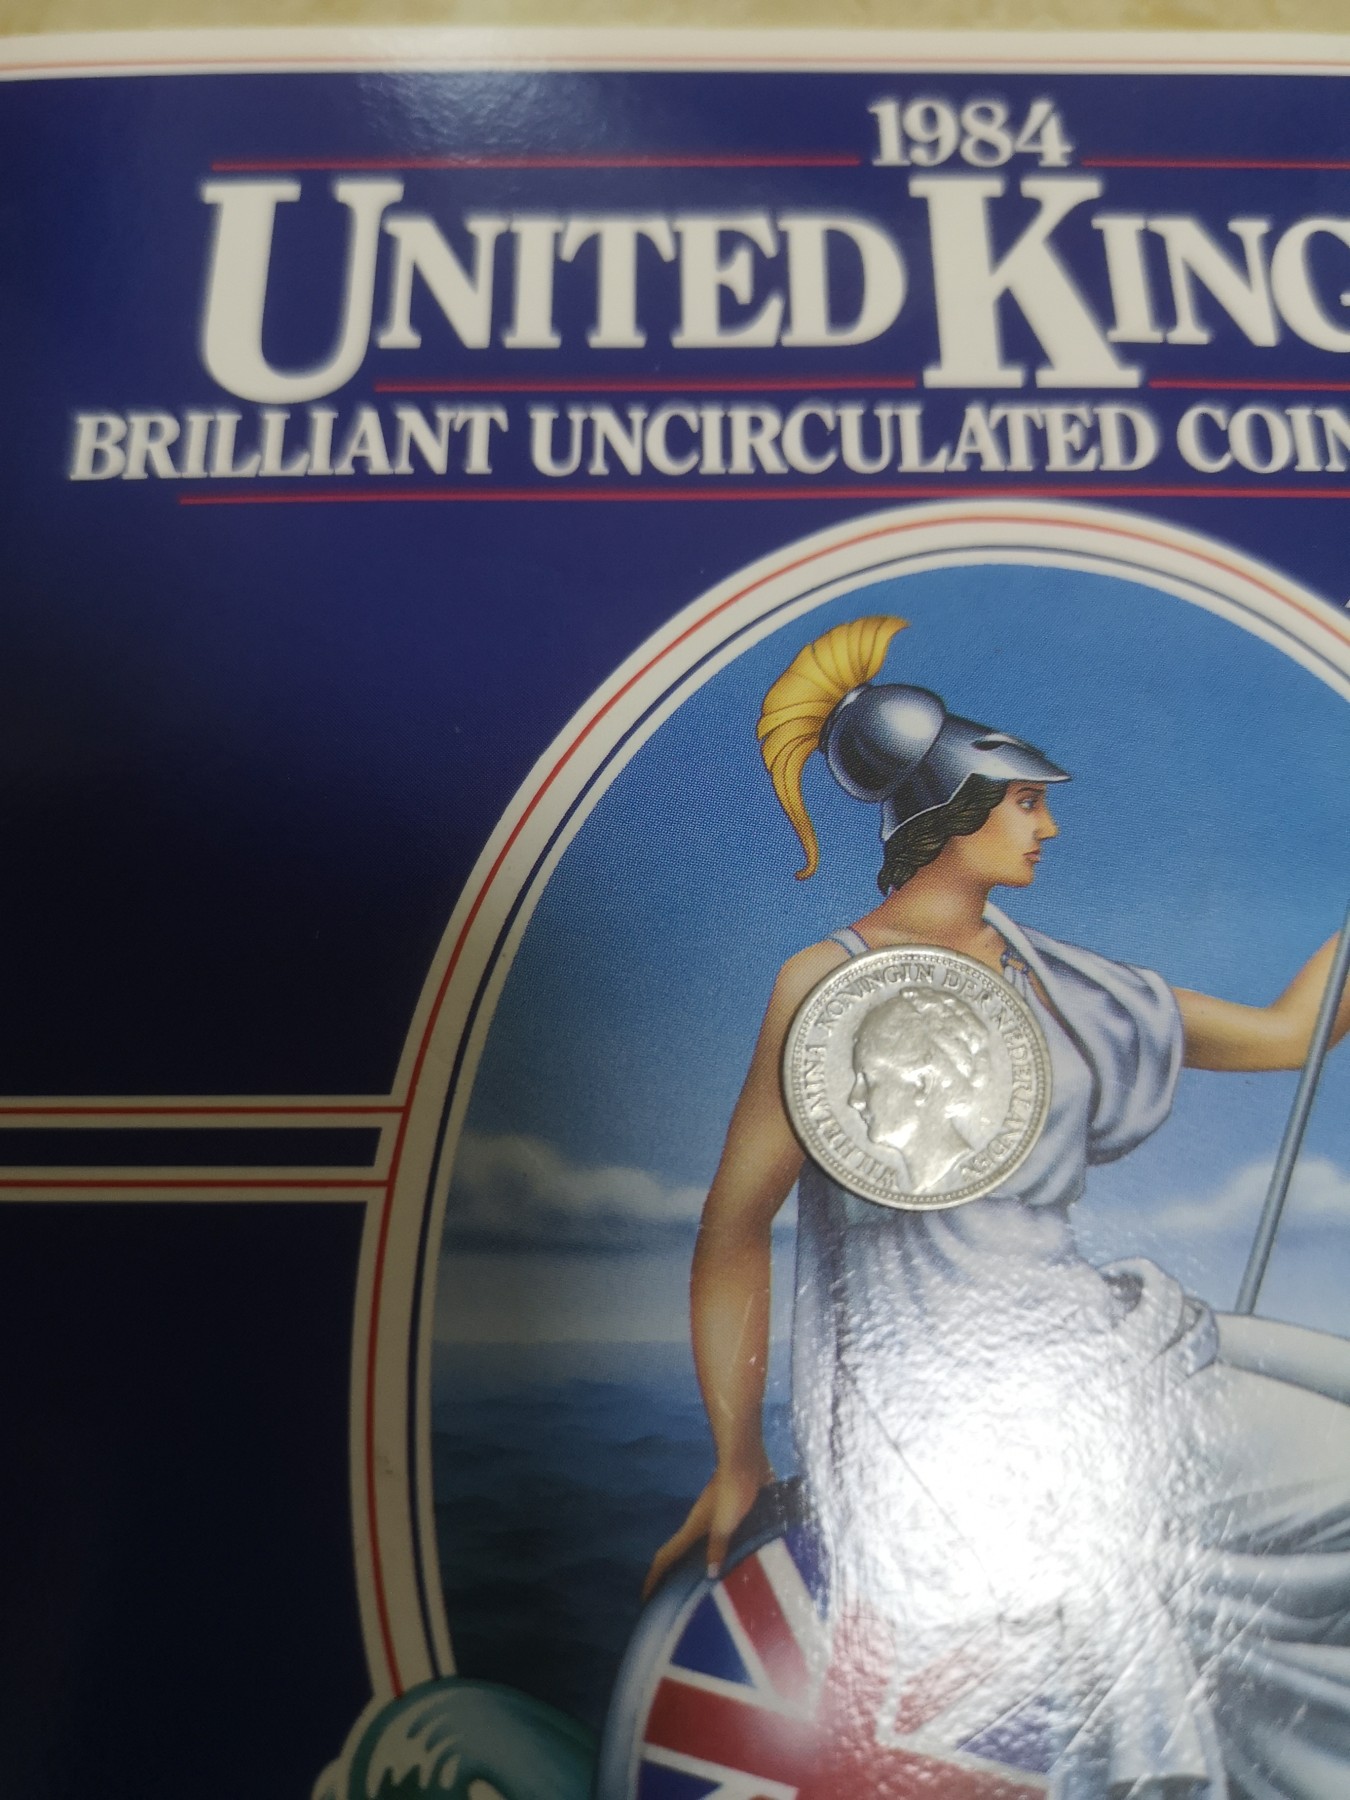 1984
UNITED KING
BRILLIANT UNCIRCULATED COIN
WILHELMINA KONINGIN DER NEDERLANDEN